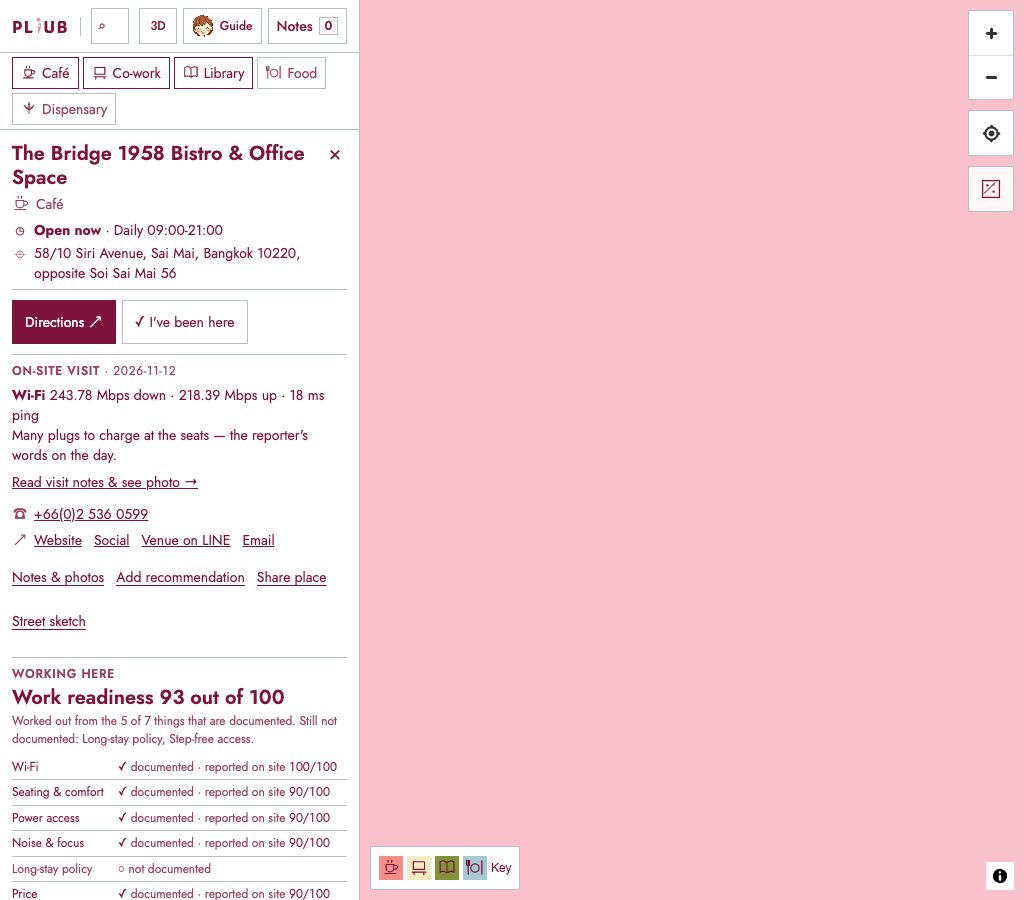 PLIUB
3D
Guide
Notes 0
Café
Co-work
Library
Food
Dispensary
The Bridge 1958 Bistro & Office
Space
Café
Open now · Daily 09:00-21:00
58/10 Siri Avenue, Sai Mai, Bangkok 10220,
opposite Soi Sai Mai 56
Directions ↗
✓ I've been here
ON-SITE VISIT · 2026-11-12
Wi-Fi 243.78 Mbps down · 218.39 Mbps up · 18 ms
ping
Many plugs to charge at the seats — the reporter's
words on the day.
Read visit notes & see photo →
+66(0)2 536 0599
↗ Website Social Venue on LINE Email
Notes & photos Add recommendation Share place
Street sketch
WORKING HERE
Work readiness 93 out of 100
Worked out from the 5 of 7 things that are documented. Still not
documented: Long-stay policy, Step-free access.
Wi-Fi ✓ documented · reported on site 100/100
Seating & comfort ✓ documented · reported on site 90/100
Power access ✓ documented · reported on site 90/100
Noise & focus ✓ documented · reported on site 90/100
Long-stay policy ○ not documented
Price ✓ documented · reported on site 90/100
Key